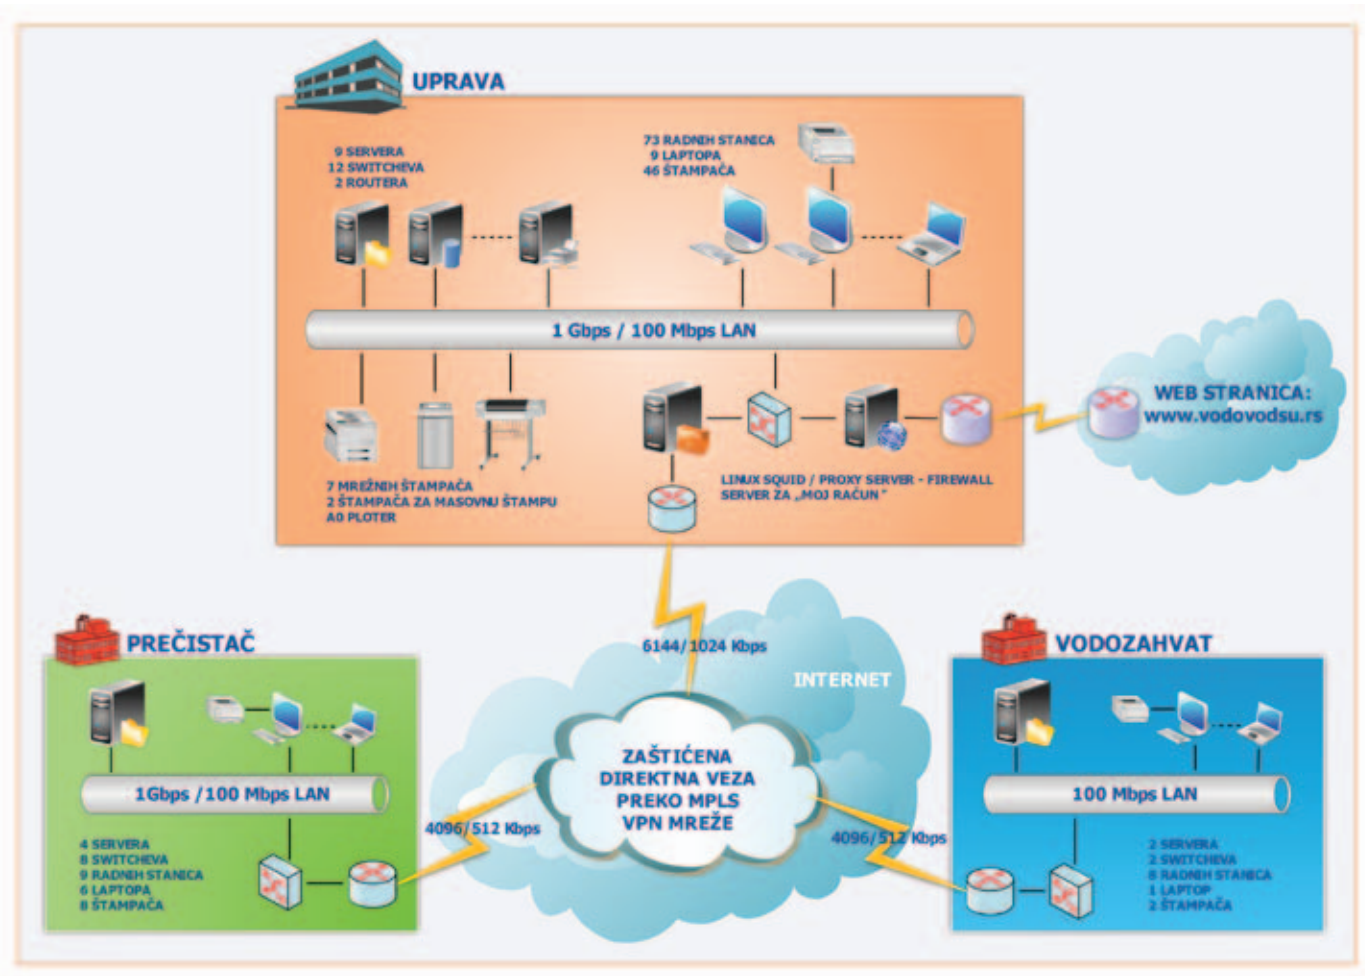 UPRAVA
9 SERVERA
12 SWITCHEVA
2 ROUTERA
73 RADNIH STANICA
9 LAPTOPA
46 ŠTAMPAČA
1 Gbps / 100 Mbps LAN
7 MREŽNIH ŠTAMPAČA
2 ŠTAMPAČA ZA MASOVNU ŠTAMPU
A0 PLOTER
LINUX SQUID / PROXY SERVER - FIREWALL
SERVER ZA „MOJ RAČUN"
WEB STRANICA:
www.vodovodsu.rs
6144/1024 Kbps
INTERNET
ZAŠTIĆENA
DIREKTNA VEZA
PREKO MPLS
VPN MREŽE
4096/512 Kbps
4096/512 Kbps
PREČISTAČ
1Gbps /100 Mbps LAN
4 SERVERA
8 SWITCHEVA
9 RADNIH STANICA
6 LAPTOPA
8 ŠTAMPAČA
VODOZAHVAT
100 Mbps LAN
2 SERVERA
2 SWITCHEVA
8 RADNIH STANICA
1 LAPTOP
2 ŠTAMPAČA